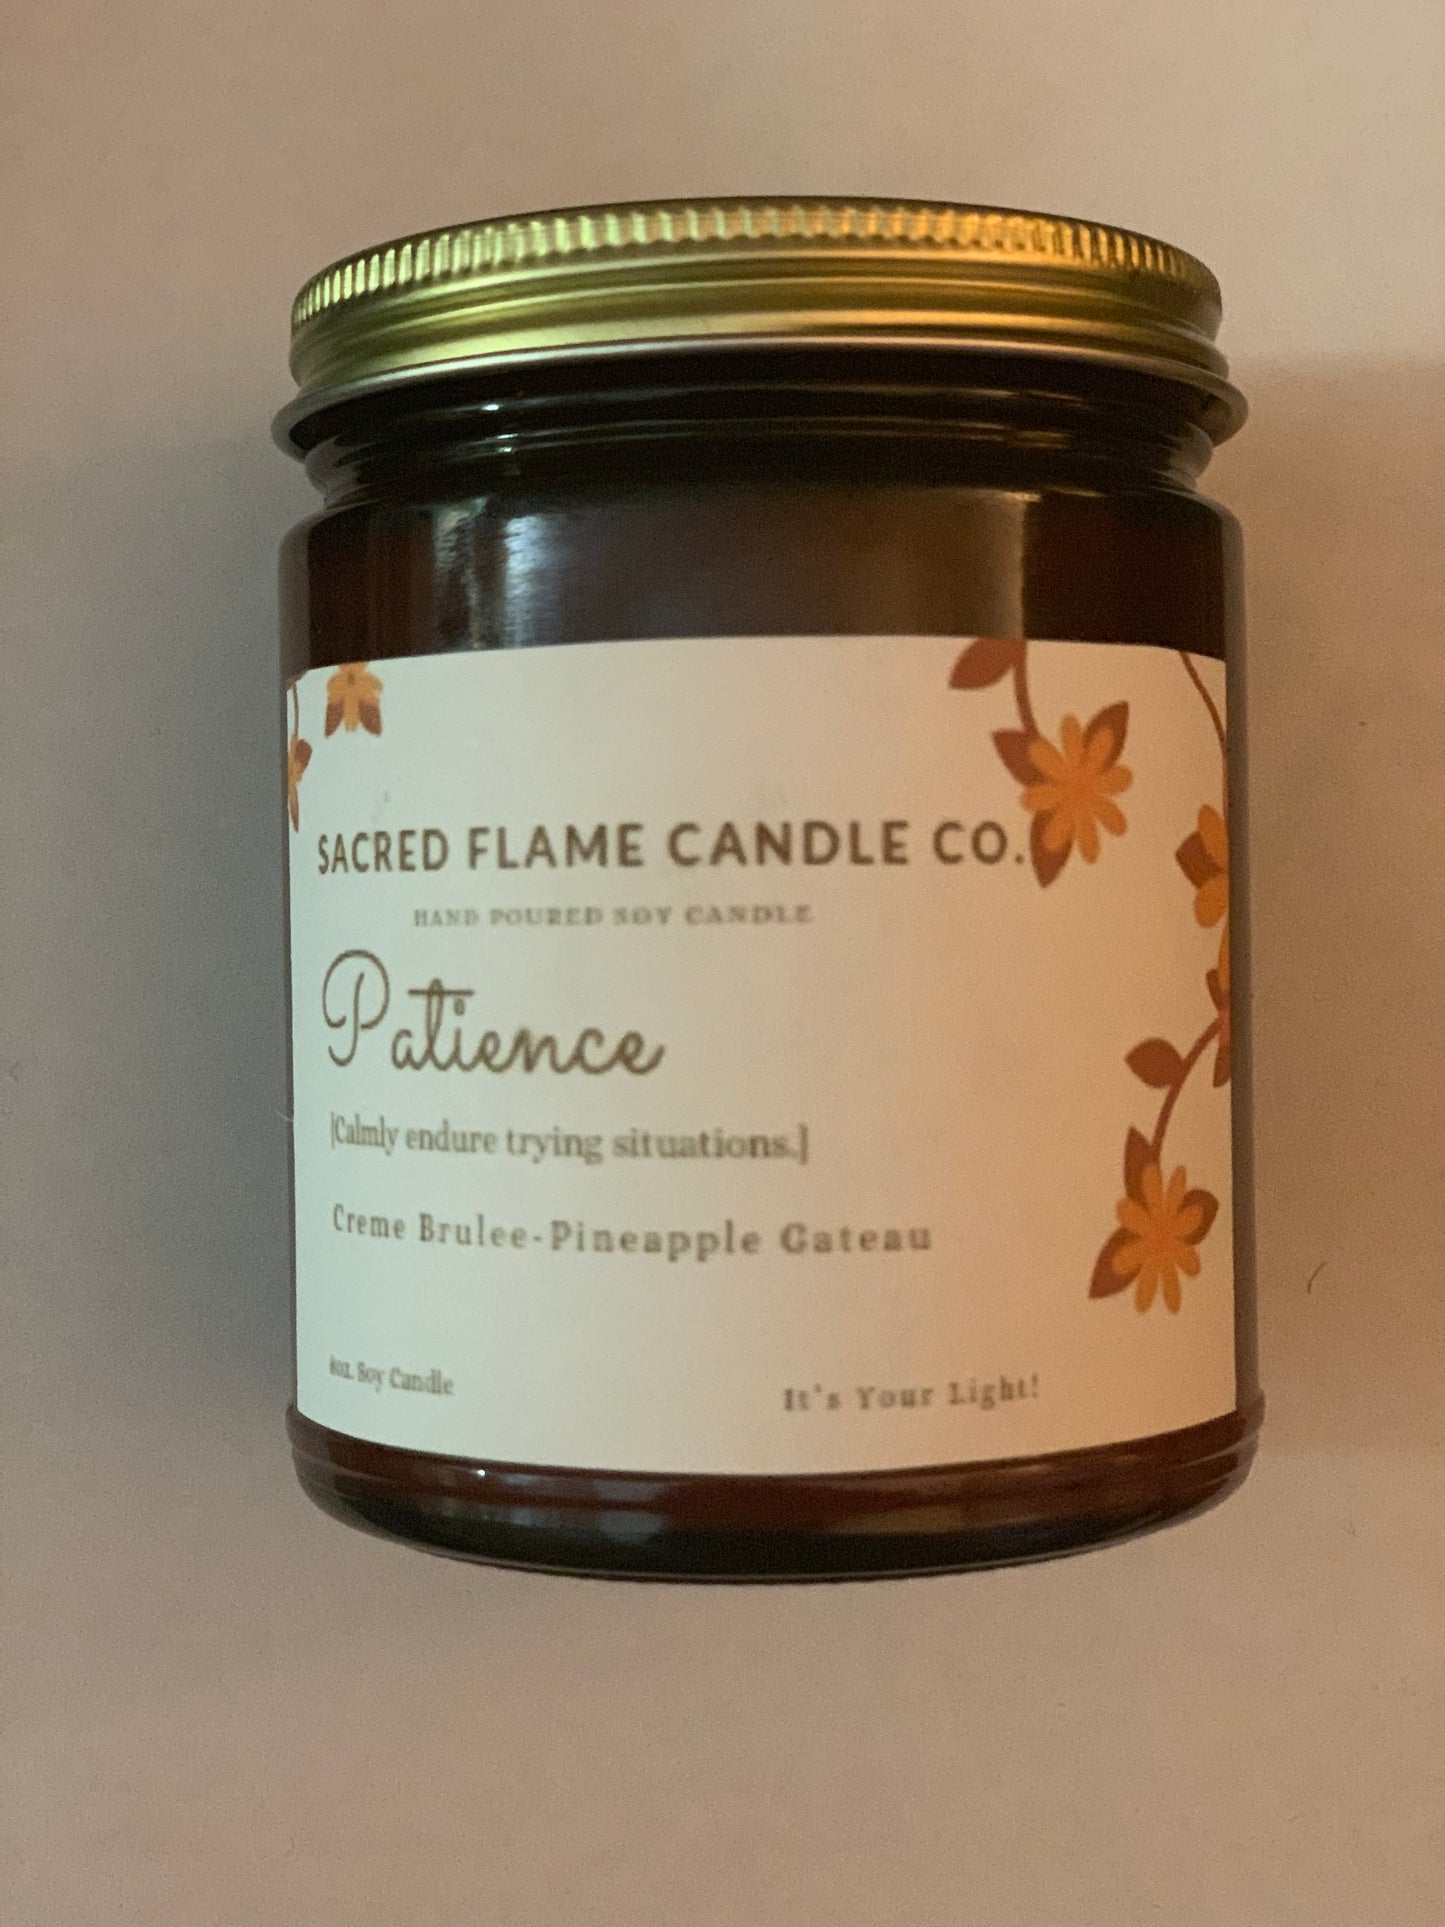 SACRED FLAME CANDLE CO.
HAND POURED SOY CANDLE
Patience
[Calmly endure trying situations.]
Creme Brulee-Pineapple Gateau
Soy Candle
It's Your Light!